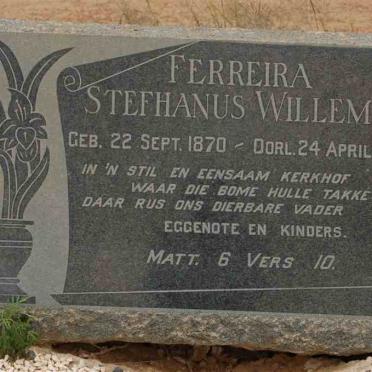 FERREIRA
STEFHANUS WILLEM
GEB. 22 SEPT. 1870 - OORL. 24 APRIL
IN 'N STIL EN EENSAAM KERKHOF
WAAR DIE BOME HULLE TAKKE
DAAR RUS ONS DIERBARE VADER
EGGENOTE EN KINDERS.
MATT. 6 VERS 10.